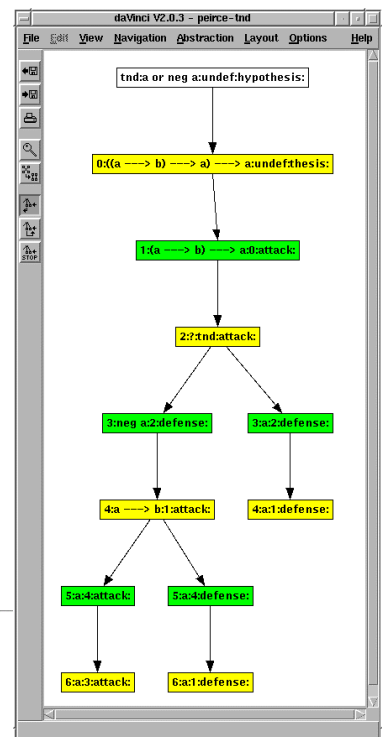 daVinci V2.0.3 - peirce-tnd
File Edit View Navigation Abstraction Layout Options Help
tnd:a or neg a:undef:hypothesis:
0:((a ---> b) ---> a) ---> a:undef:thesis:
1:(a ---> b) ---> a:0:attack:
2:?:tnd:attack:
3:neg a:2:defense: 3:a:2:defense:
4:a ---> b:1:attack: 4:a:1:defense:
5:a:4:attack: 5:a:4:defense:
6:a:3:attack: 6:a:1:defense:
STOP